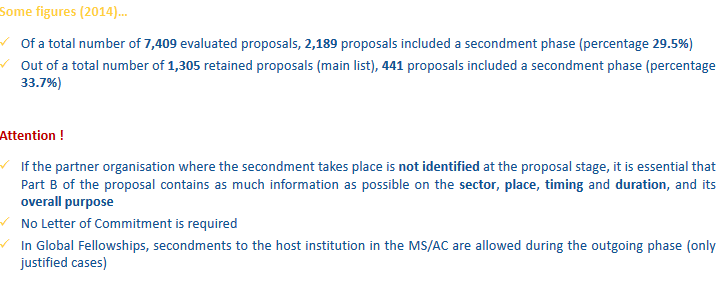 Some figures (2014)...
✓ Of a total number of 7,409 evaluated proposals, 2,189 proposals included a secondment phase (percentage 29.5%)
✓ Out of a total number of 1,305 retained proposals (main list), 441 proposals included a secondment phase (percentage
33.7%)
Attention !
✓ If the partner organisation where the secondment takes place is not identified at the proposal stage, it is essential that
Part B of the proposal contains as much information as possible on the sector, place, timing and duration, and its
overall purpose
✓ No Letter of Commitment is required
✓ In Global Fellowships, secondments to the host institution in the MS/AC are allowed during the outgoing phase (only
justified cases)